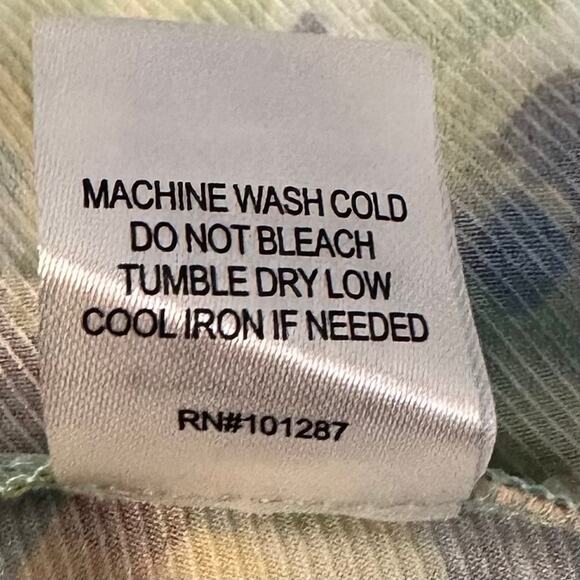 MACHINE WASH COLD
DO NOT BLEACH
TUMBLE DRY LOW
COOL IRON IF NEEDED
RN#101287